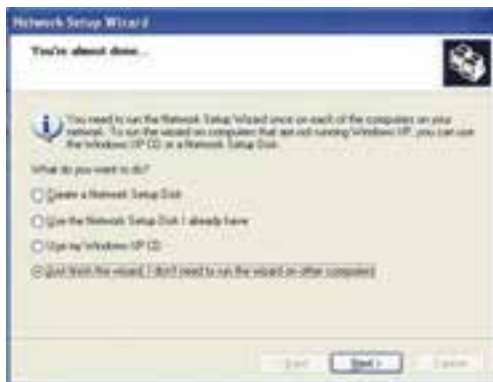 Network Setup Wizard
You're almost done...
You need to run the Network Setup Wizard once on each of the computers on your
network. To run the wizard on computers that are not running Windows XP, you can use
the Windows XP CD or a Network Setup Disk.
What do you want to do?
Create a Network Setup Disk
Use the Network Setup Disk I already have
Use my Windows XP CD
Just finish the wizard; I don't need to run the wizard on other computers
< Back
Next >
Cancel